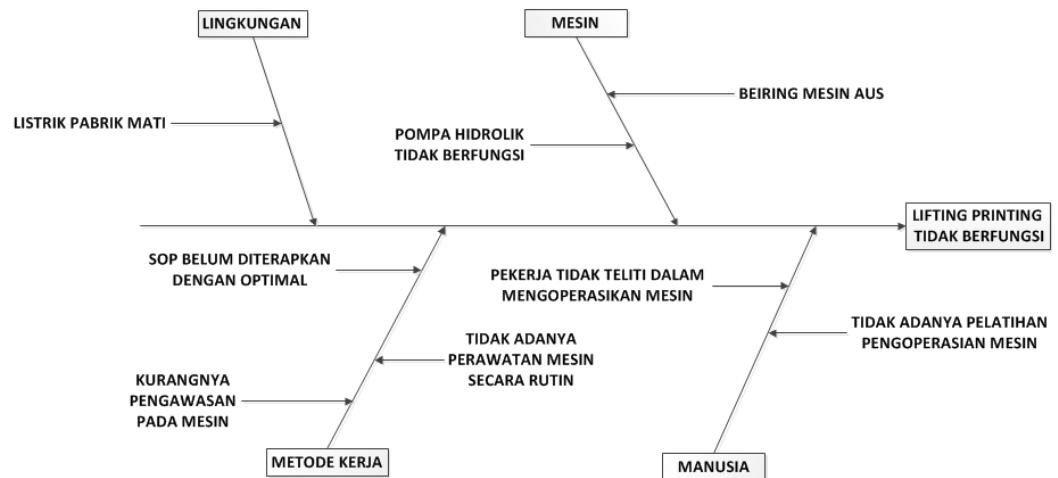 LINGKUNGAN
MESIN
BEIRING MESIN AUS
LISTRIK PABRIK MATI
POMPA HIDROLIK
TIDAK BERFUNGSI
LIFTING PRINTING
TIDAK BERFUNGSI
SOP BELUM DITERAPKAN
DENGAN OPTIMAL
PEKERJA TIDAK TELITI DALAM
MENGOPERASIKAN MESIN
TIDAK ADANYA PELATIHAN
PENGOPERASIAN MESIN
TIDAK ADANYA
PERAWATAN MESIN
SECARA RUTIN
KURANGNYA
PENGAWASAN
PADA MESIN
METODE KERJA
MANUSIA